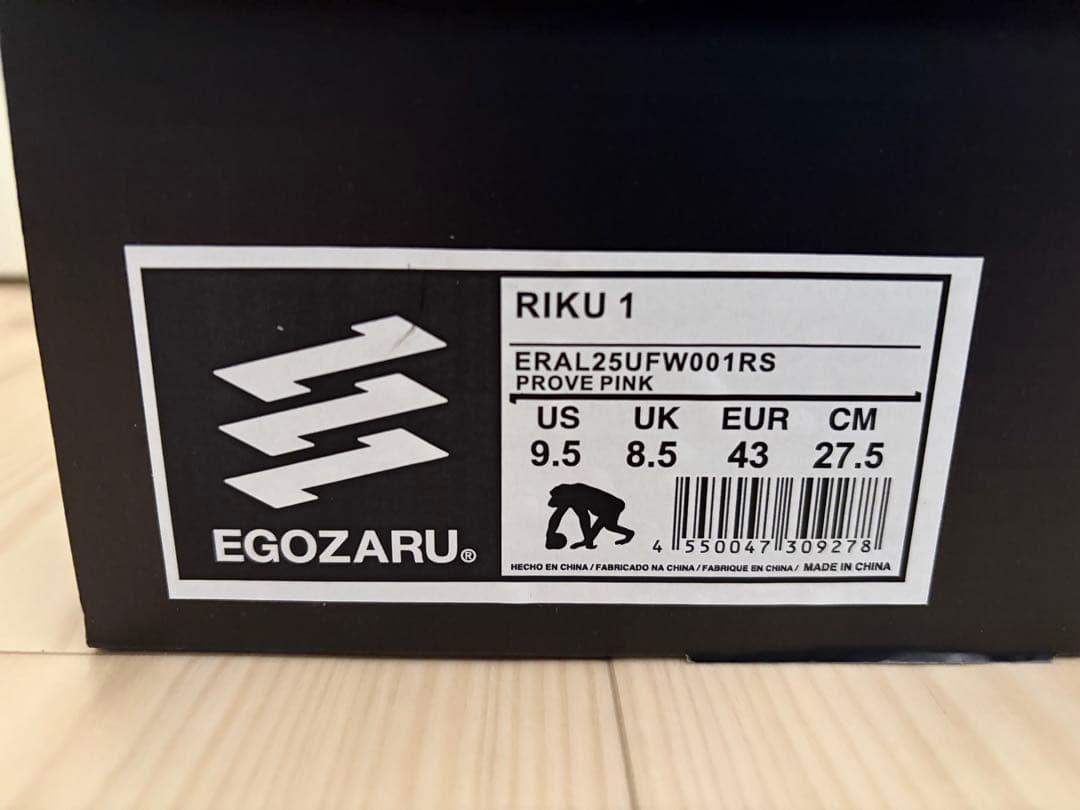 EGOZARU®
RIKU 1
ERAL25UFW001RS
PROVE PINK
US UK EUR CM
9.5 8.5 43 27.5
4 550047 309278
HECHO EN CHINA / FABRICADO NA CHINA / FABRIQUE EN CHINA / MADE IN CHINA